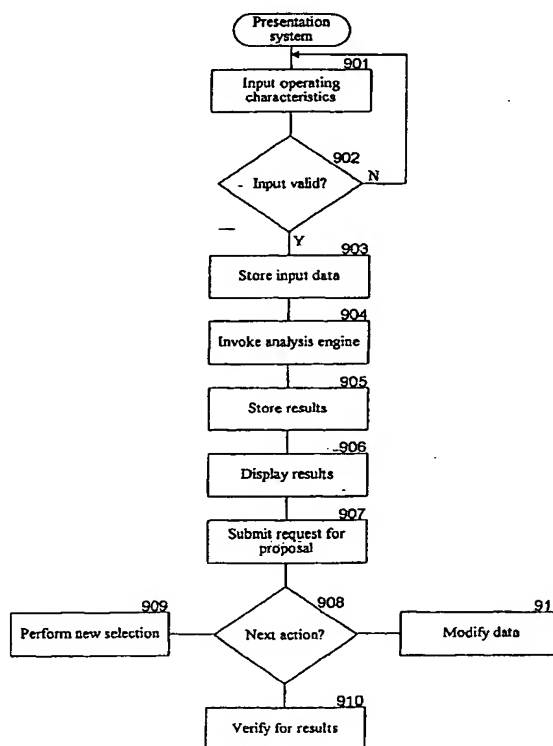 Presentation
system
901
Input operating
characteristics
902
Input valid?
N
Y
903
Store input data
904
Invoke analysis engine
905
Store results
906
Display results
907
Submit request for
proposal
908
Next action?
909
Perform new selection
91
Modify data
910
Verify for results